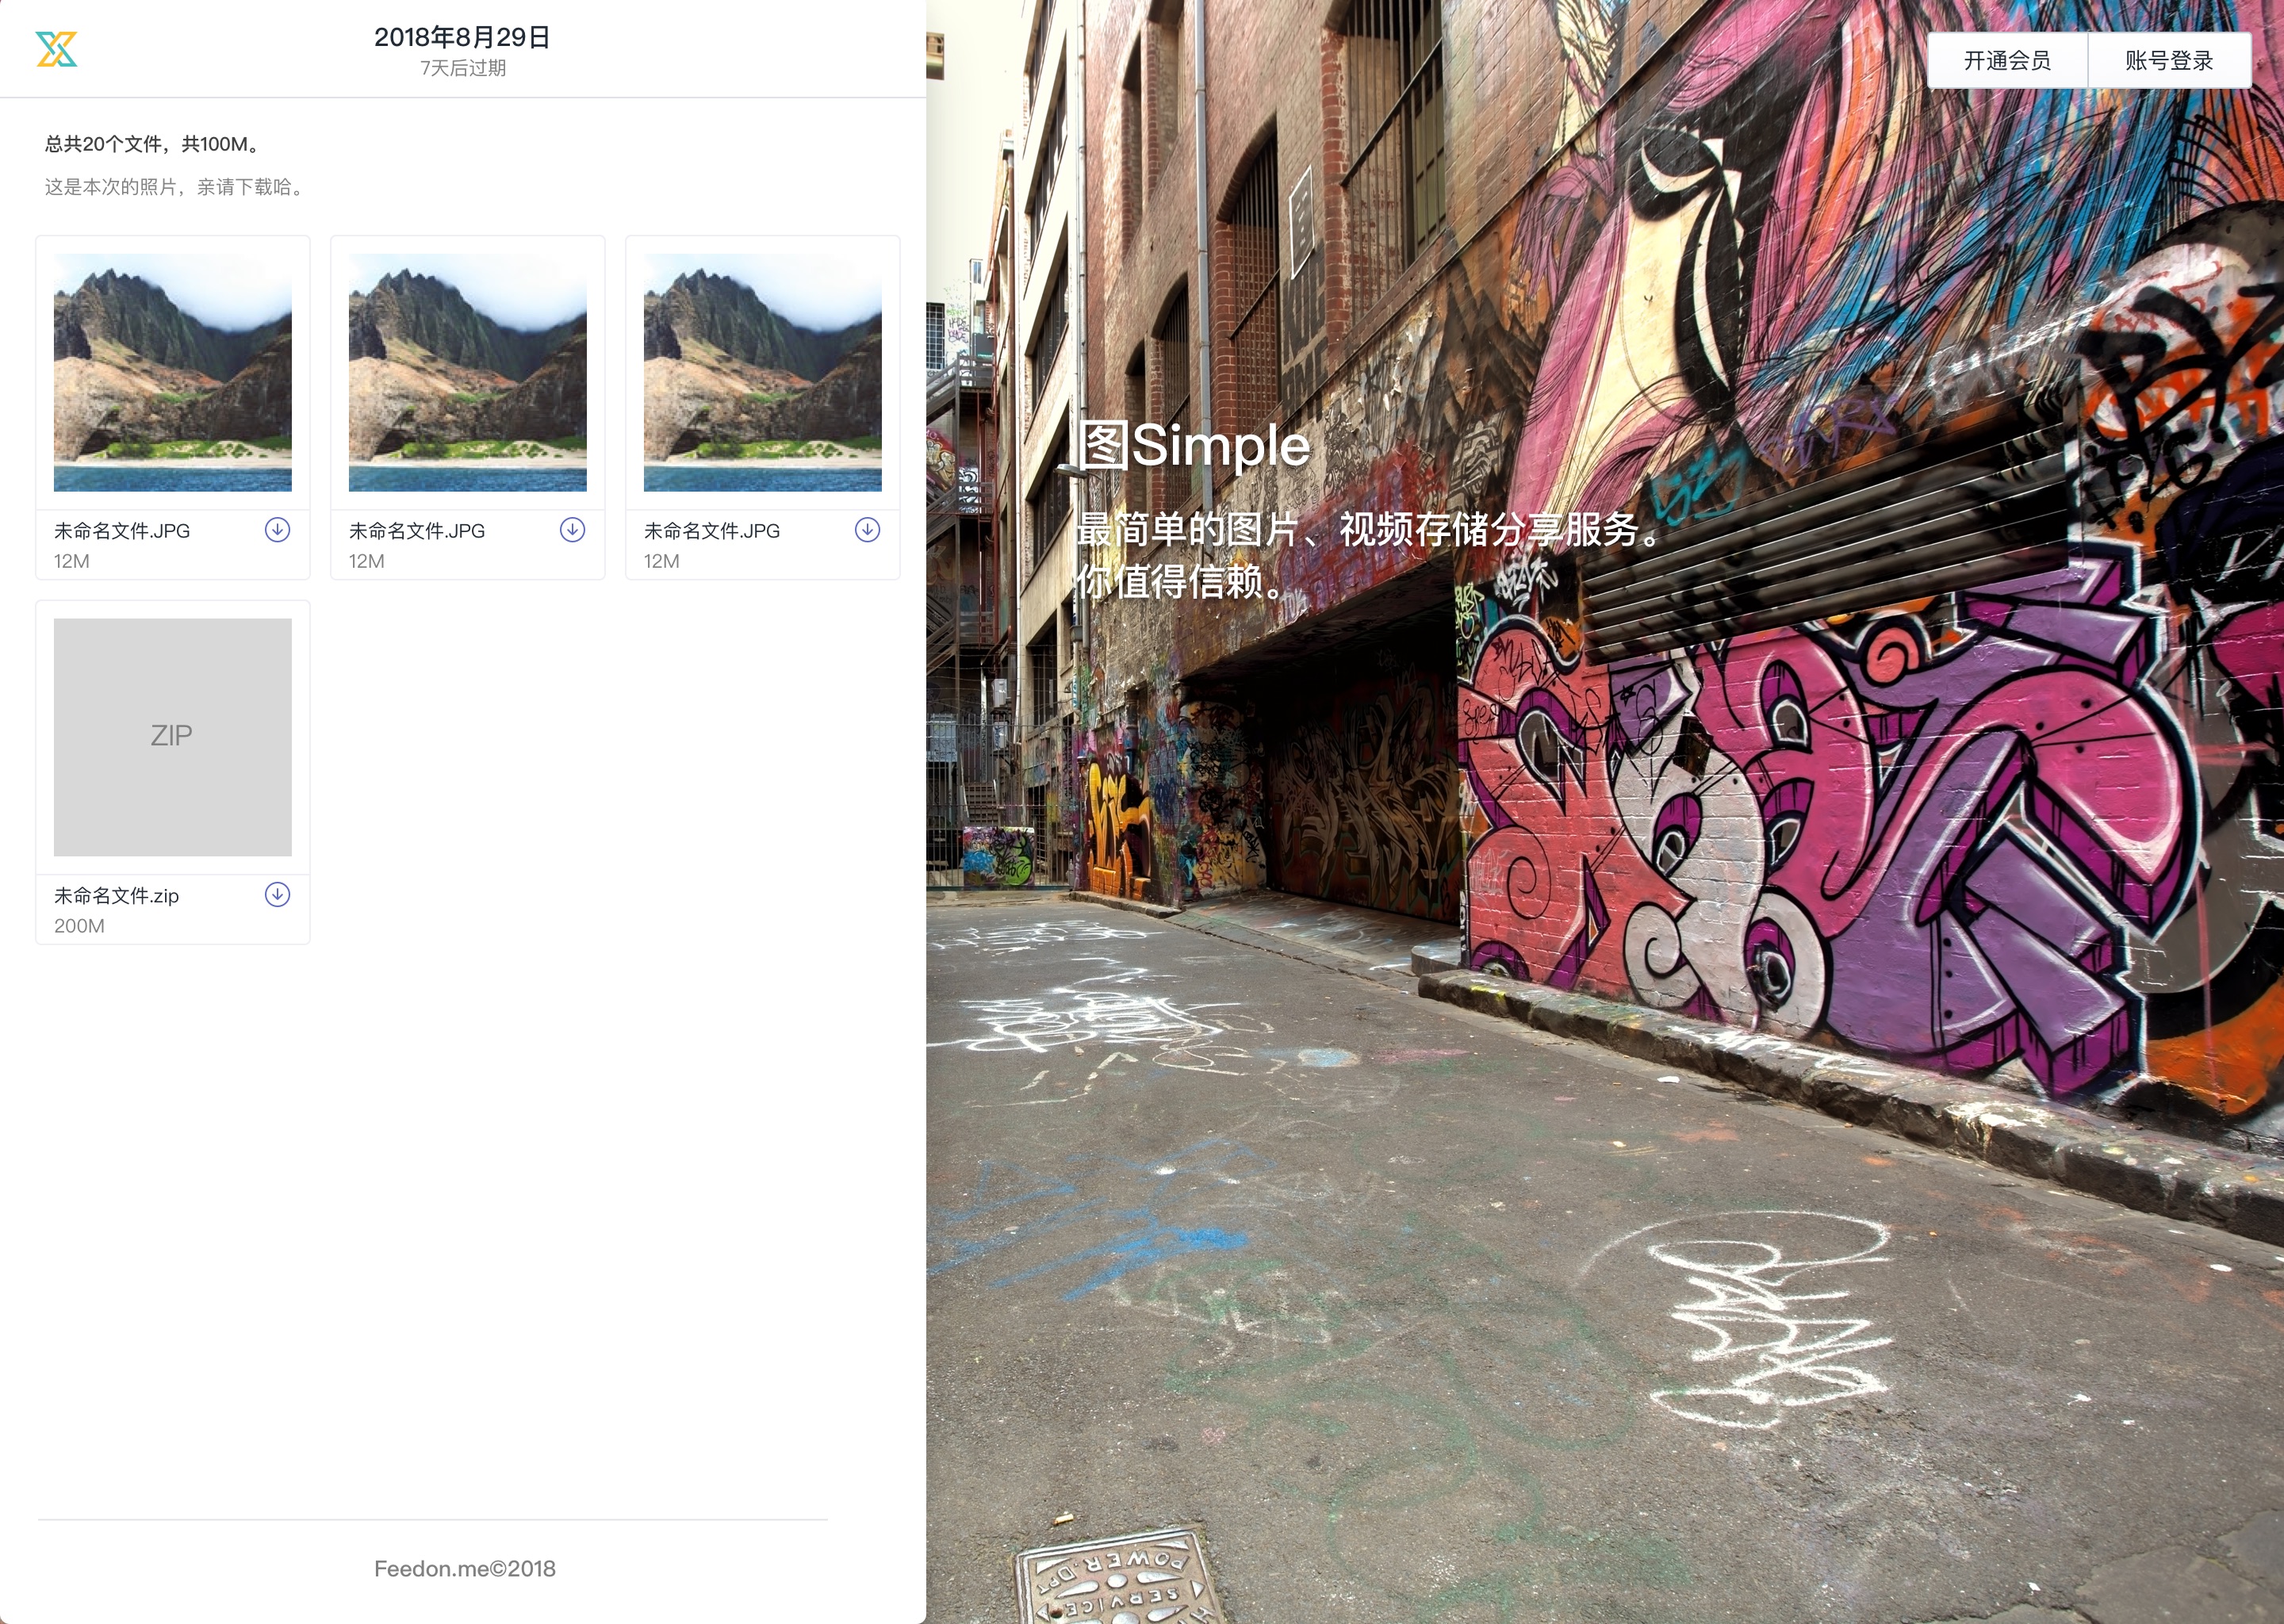 2018年8月29日
7天后过期
开通会员
账号登录
总共20个文件，共100M。
这是本次的照片，亲请下载哈。
未命名文件.JPG
12M
未命名文件.JPG
12M
未命名文件.JPG
12M
ZIP
未命名文件.zip
200M
图Simple
最简单的图片、视频存储分享服务。
你值得信赖。
Feedon.me©2018
POWER.DPT
SERVICE